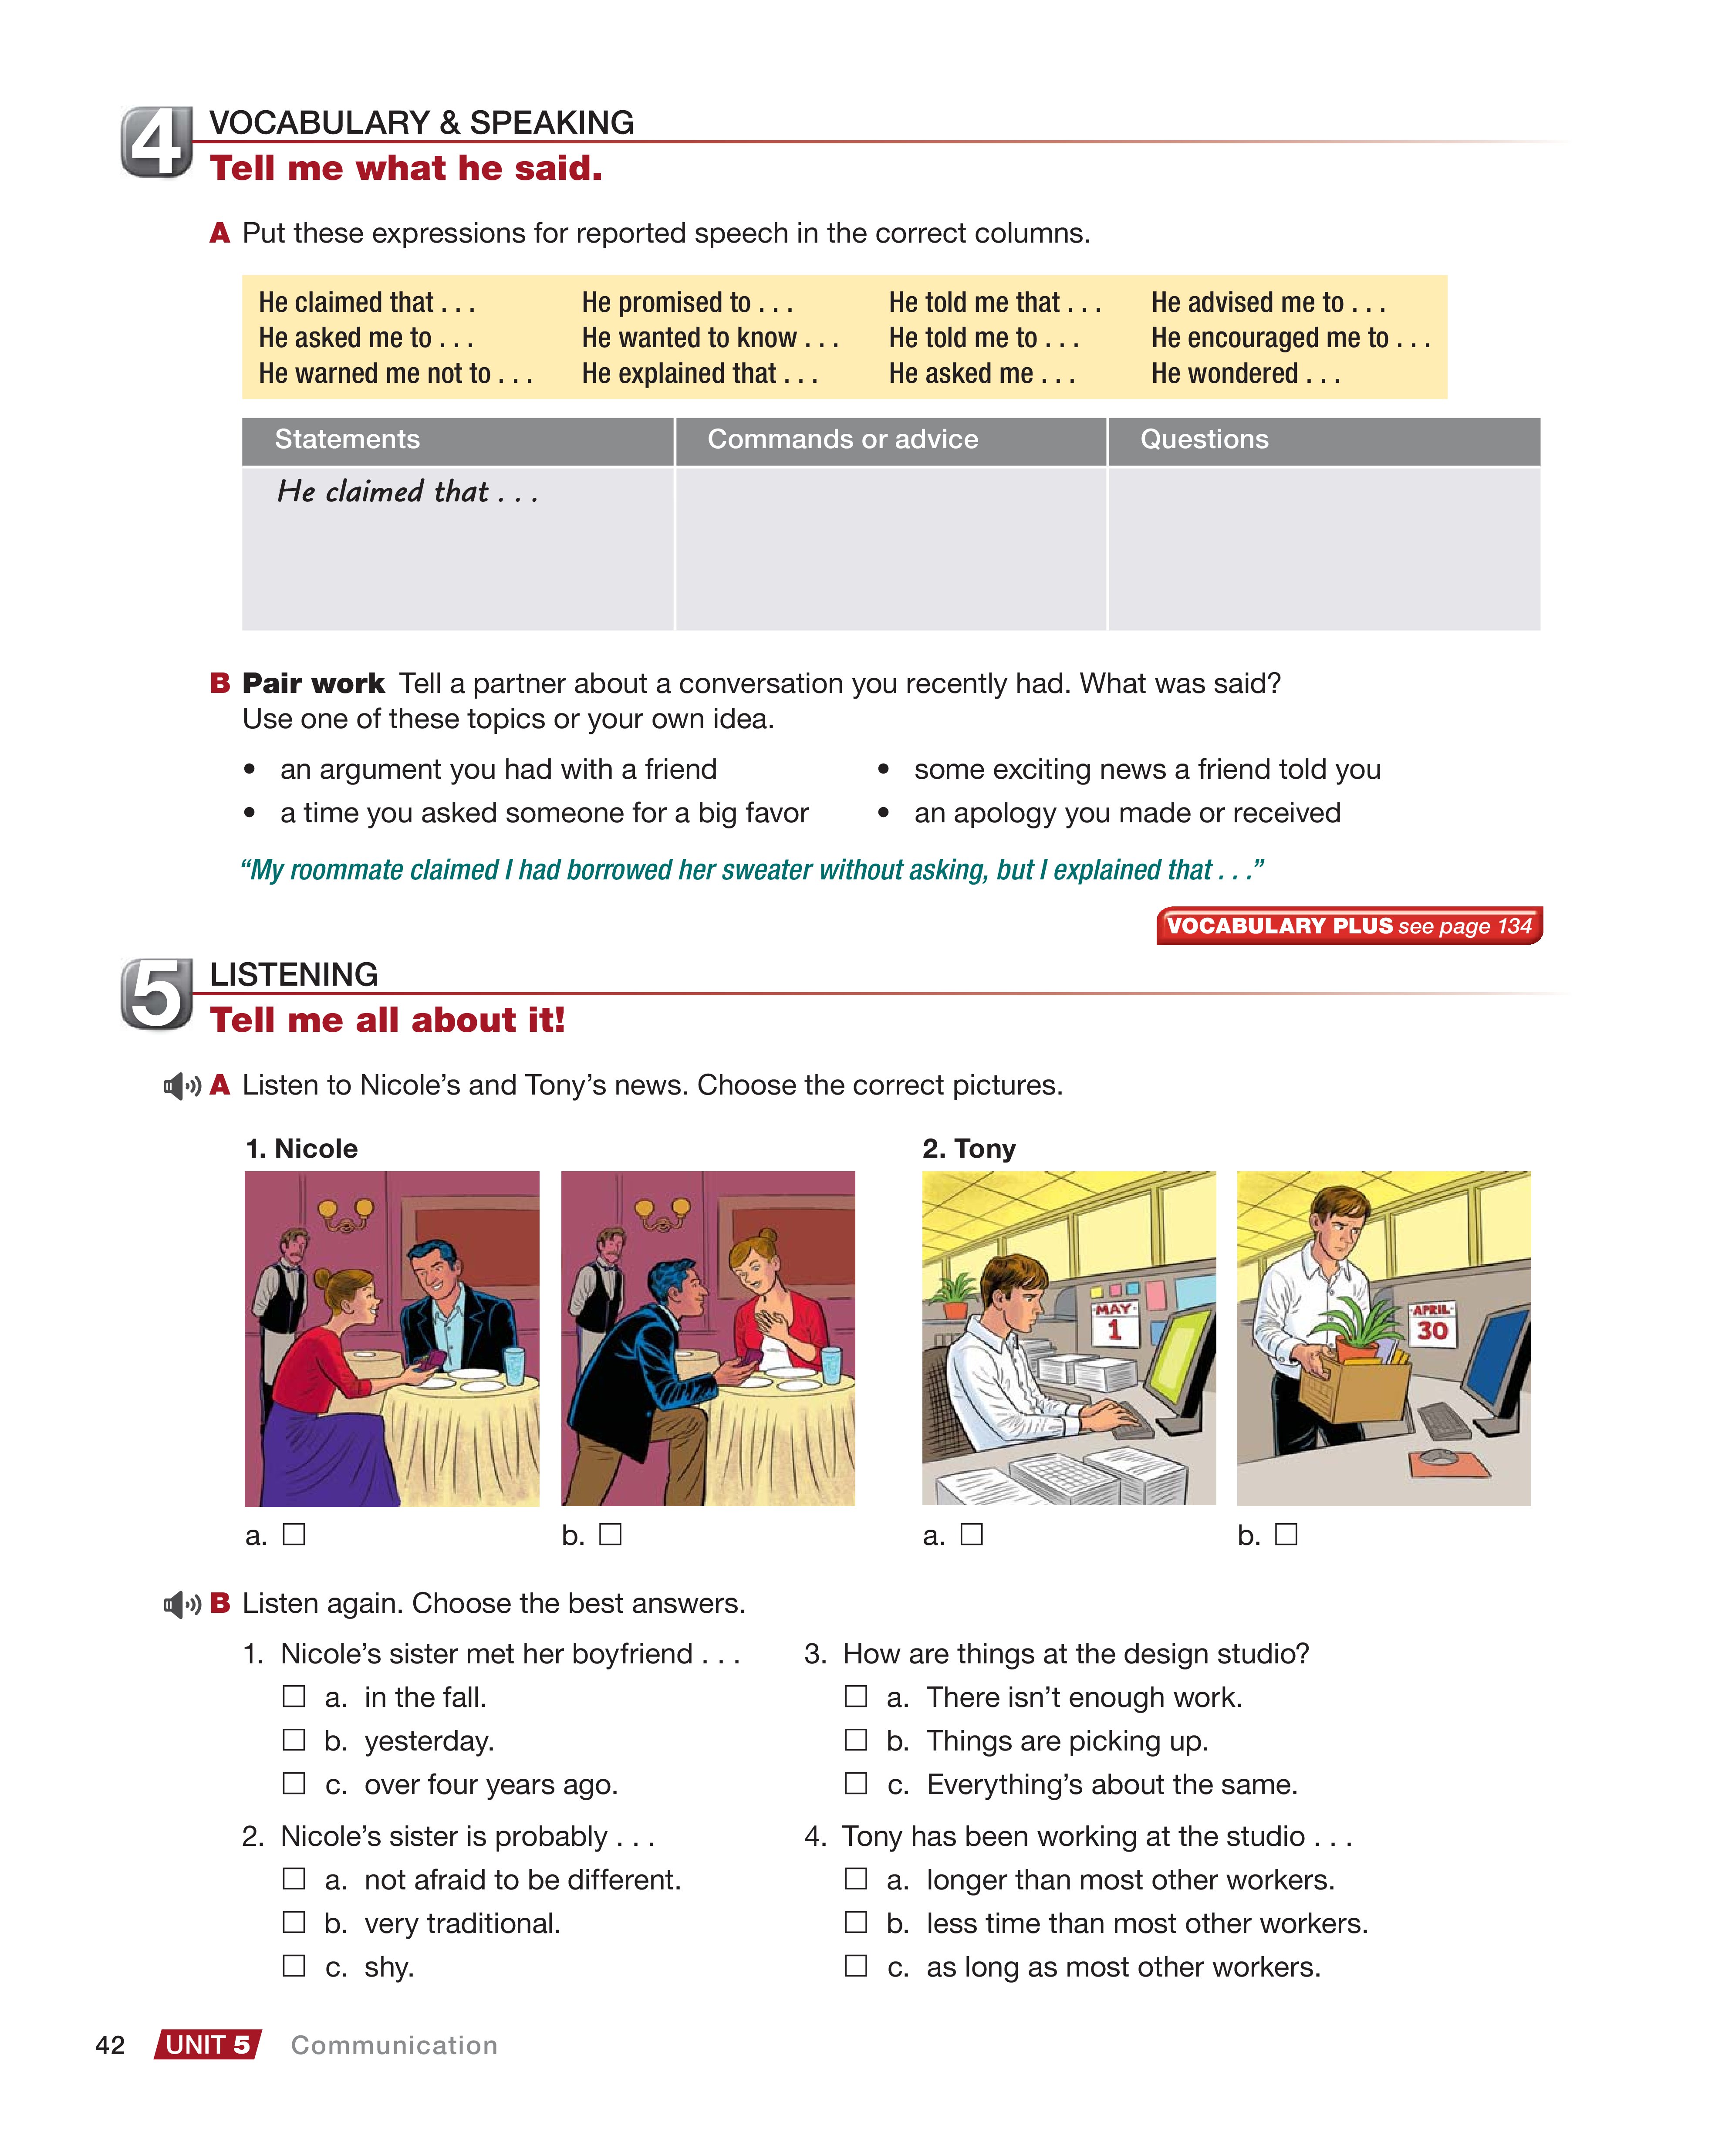 4
VOCABULARY & SPEAKING
Tell me what he said.
A Put these expressions for reported speech in the correct columns.
He claimed that . . . He promised to . . . He told me that . . . He advised me to . . .
He asked me to . . . He wanted to know . . . He told me to . . . He encouraged me to . . .
He warned me not to . . . He explained that . . . He asked me . . . He wondered . . .
Statements Commands or advice Questions
He claimed that . . .
B Pair work Tell a partner about a conversation you recently had. What was said?
Use one of these topics or your own idea.
• an argument you had with a friend • some exciting news a friend told you
• a time you asked someone for a big favor • an apology you made or received
“My roommate claimed I had borrowed her sweater without asking, but I explained that . . .”
VOCABULARY PLUS see page 134
5
LISTENING
Tell me all about it!
A Listen to Nicole’s and Tony’s news. Choose the correct pictures.
1. Nicole 2. Tony
MAY
1
APRIL
30
a. b. a. b.
B Listen again. Choose the best answers.
1. Nicole’s sister met her boyfriend . . .
a. in the fall.
b. yesterday.
c. over four years ago.
2. Nicole’s sister is probably . . .
a. not afraid to be different.
b. very traditional.
c. shy.
3. How are things at the design studio?
a. There isn’t enough work.
b. Things are picking up.
c. Everything’s about the same.
4. Tony has been working at the studio . . .
a. longer than most other workers.
b. less time than most other workers.
c. as long as most other workers.
42 UNIT 5 Communication